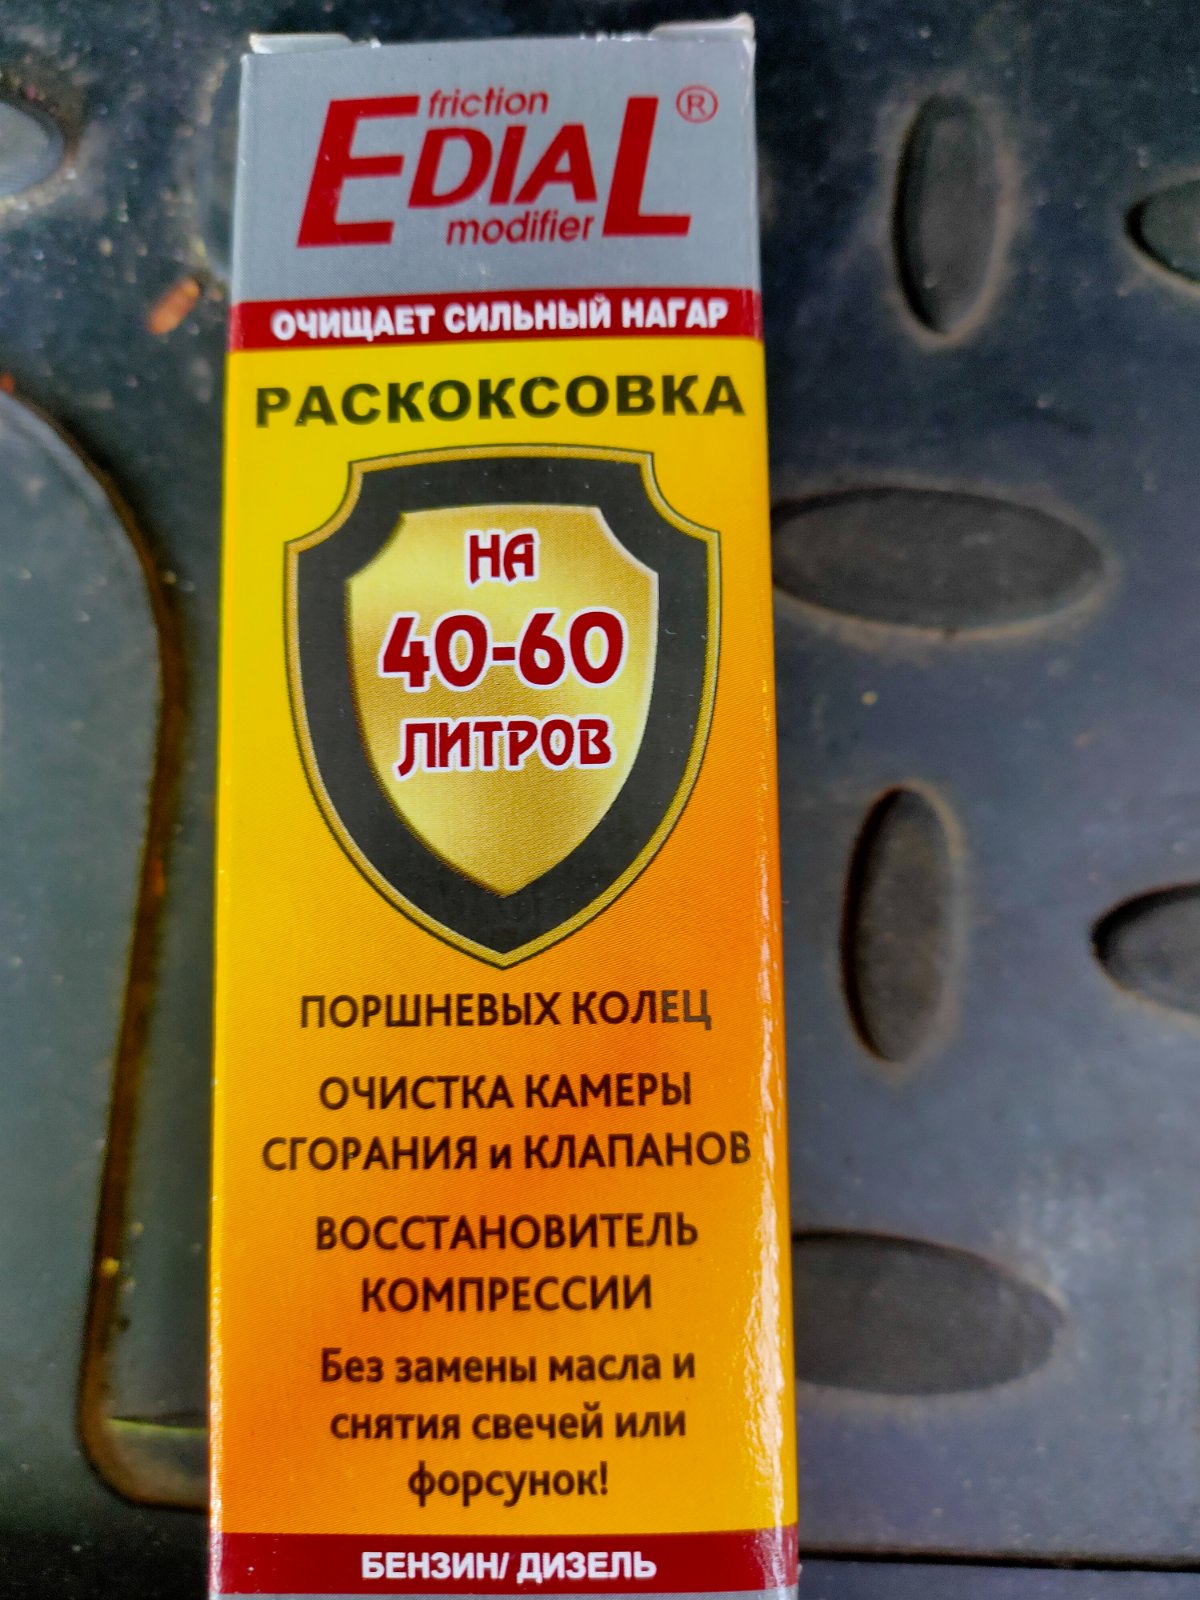 friction
EDIAL®
modifier
ОЧИЩАЕТ СИЛЬНЫЙ НАГАР
РАСКОКСОВКА
НА
40-60
ЛИТРОВ
ПОРШНЕВЫХ КОЛЕЦ
ОЧИСТКА КАМЕРЫ
СГОРАНИЯ и КЛАПАНОВ
ВОССТАНОВИТЕЛЬ
КОМПРЕССИИ
Без замены масла и
снятия свечей или
форсунок!
БЕНЗИН/ ДИЗЕЛЬ